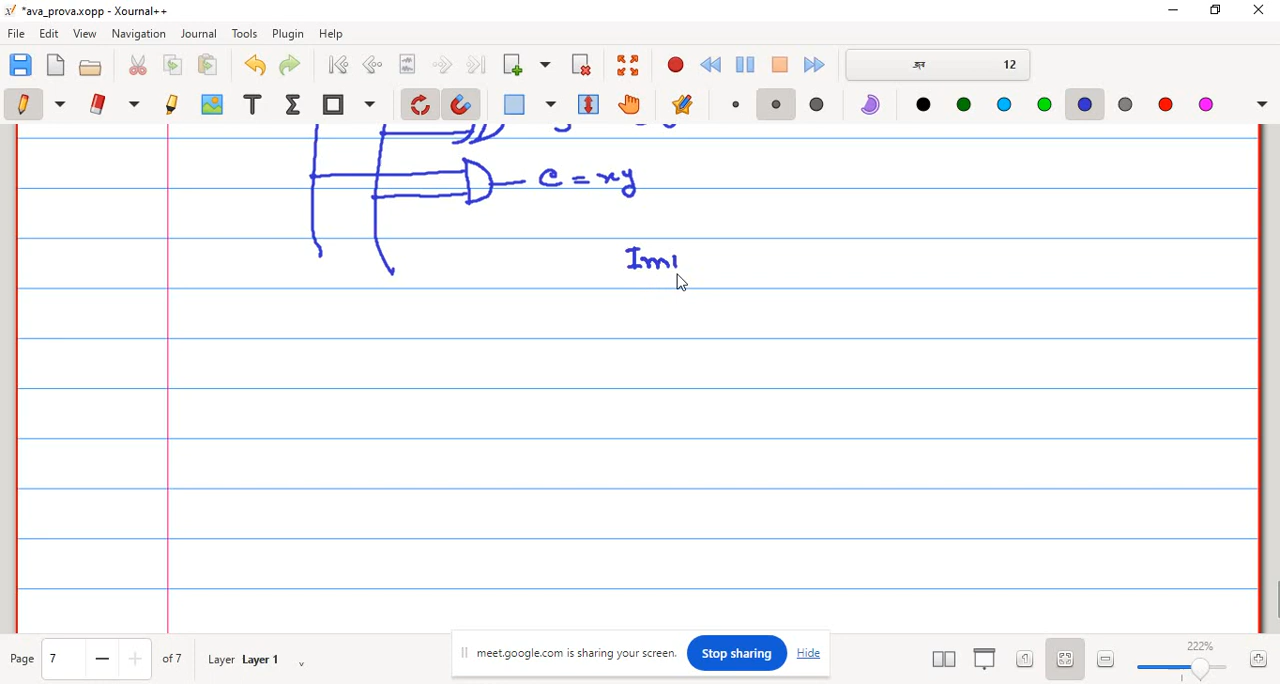 *ava_prova.xopp - Xournal++
File Edit View Navigation Journal Tools Plugin Help
12
C = xy
Page 7 of 7 Layer Layer 1
meet.google.com is sharing your screen. Stop sharing Hide
222%